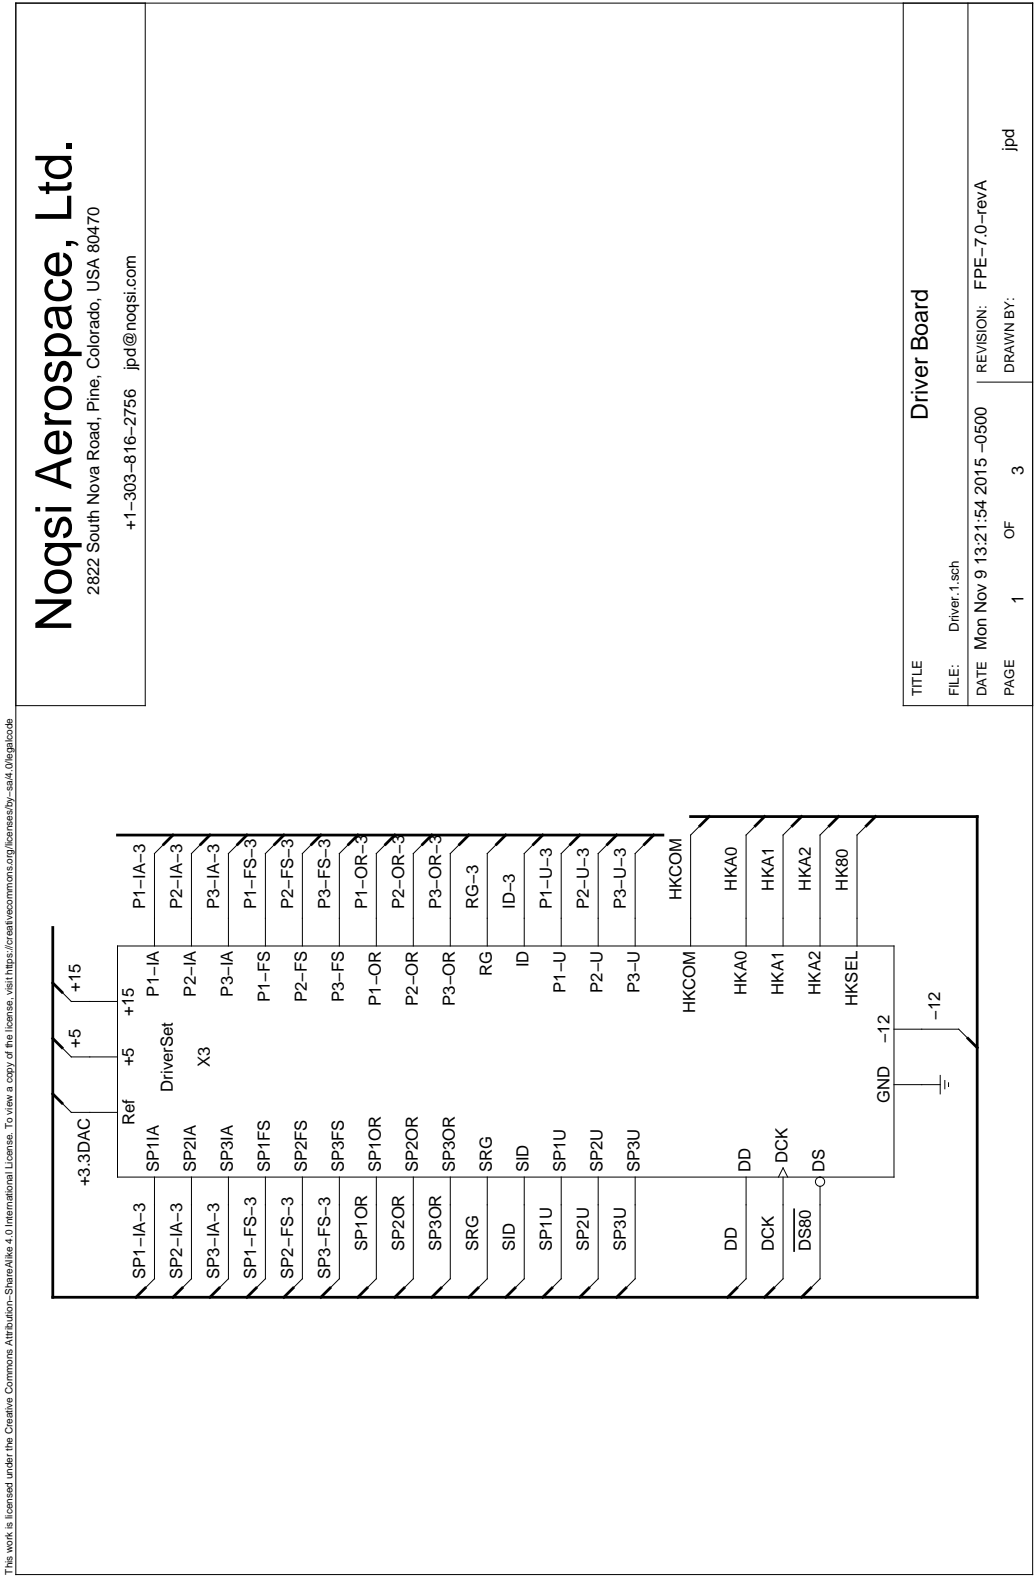 This work is licensed under the Creative Commons Attribution−ShareAlike 4.0 International License. To view a copy of the license, visit https://creativecommons.org/licenses/by−sa/4.0/legalcode
Noqsi Aerospace, Ltd.
2822 South Nova Road, Pine, Colorado, USA 80470
+1−303−816−2756 jpd@noqsi.com
+3.3DAC
+5
+15
Ref
+5
+15
DriverSet
X3
SP1−IA−3
SP1IA
P1−IA
P1−IA−3
SP2−IA−3
SP2IA
P2−IA
P2−IA−3
SP3−IA−3
SP3IA
P3−IA
P3−IA−3
SP1−FS−3
SP1FS
P1−FS
P1−FS−3
SP2−FS−3
SP2FS
P2−FS
P2−FS−3
SP3−FS−3
SP3FS
P3−FS
P3−FS−3
SP1OR
SP1OR
P1−OR
P1−OR−3
SP2OR
SP2OR
P2−OR
P2−OR−3
SP3OR
SP3OR
P3−OR
P3−OR−3
SRG
SRG
RG
RG−3
SID
SID
ID
ID−3
SP1U
SP1U
P1−U
P1−U−3
SP2U
SP2U
P2−U
P2−U−3
SP3U
SP3U
P3−U
P3−U−3
HKCOM
HKCOM
DD
DD
HKA0
HKA0
DCK
DCK
HKA1
HKA1
DS80
DS
HKA2
HKA2
HKSEL
HK80
GND
−12
−12
TITLE
Driver Board
FILE: Driver.1.sch
DATE Mon Nov 9 13:21:54 2015 −0500
REVISION: FPE−7.0−revA
PAGE 1 OF 3
DRAWN BY: jpd